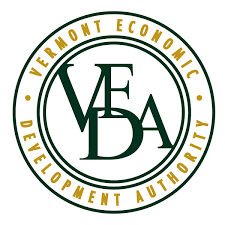 VERMONT ECONOMIC
DEVELOPMENT AUTHORITY
VEDA